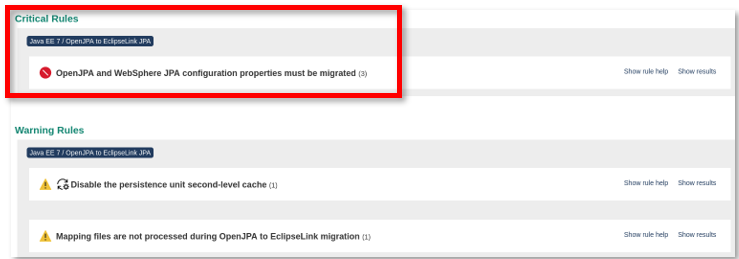 Critical Rules
Java EE 7 / OpenJPA to EclipseLink JPA
OpenJPA and WebSphere JPA configuration properties must be migrated (3) Show rule help Show results
Warning Rules
Java EE 7 / OpenJPA to EclipseLink JPA
Disable the persistence unit second-level cache (1) Show rule help Show results
Mapping files are not processed during OpenJPA to EclipseLink migration (1) Show rule help Show results